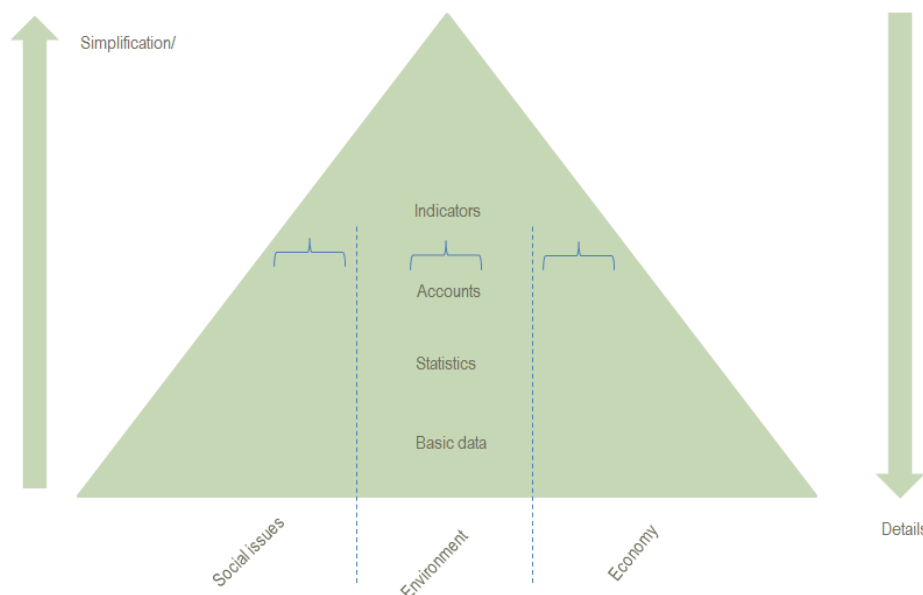 Simplification/
Indicators
Accounts
Statistics
Basic data
Social issues
Environment
Economy
Details